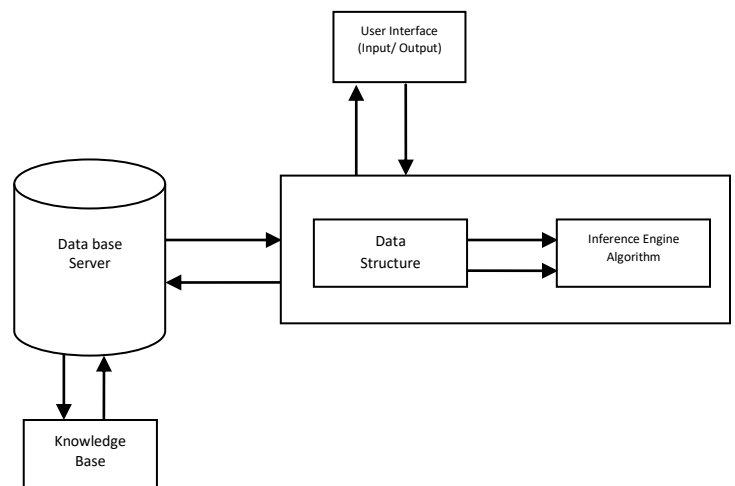 User Interface
(Input/ Output)
Data base
Server
Data
Structure
Inference Engine
Algorithm
Knowledge
Base